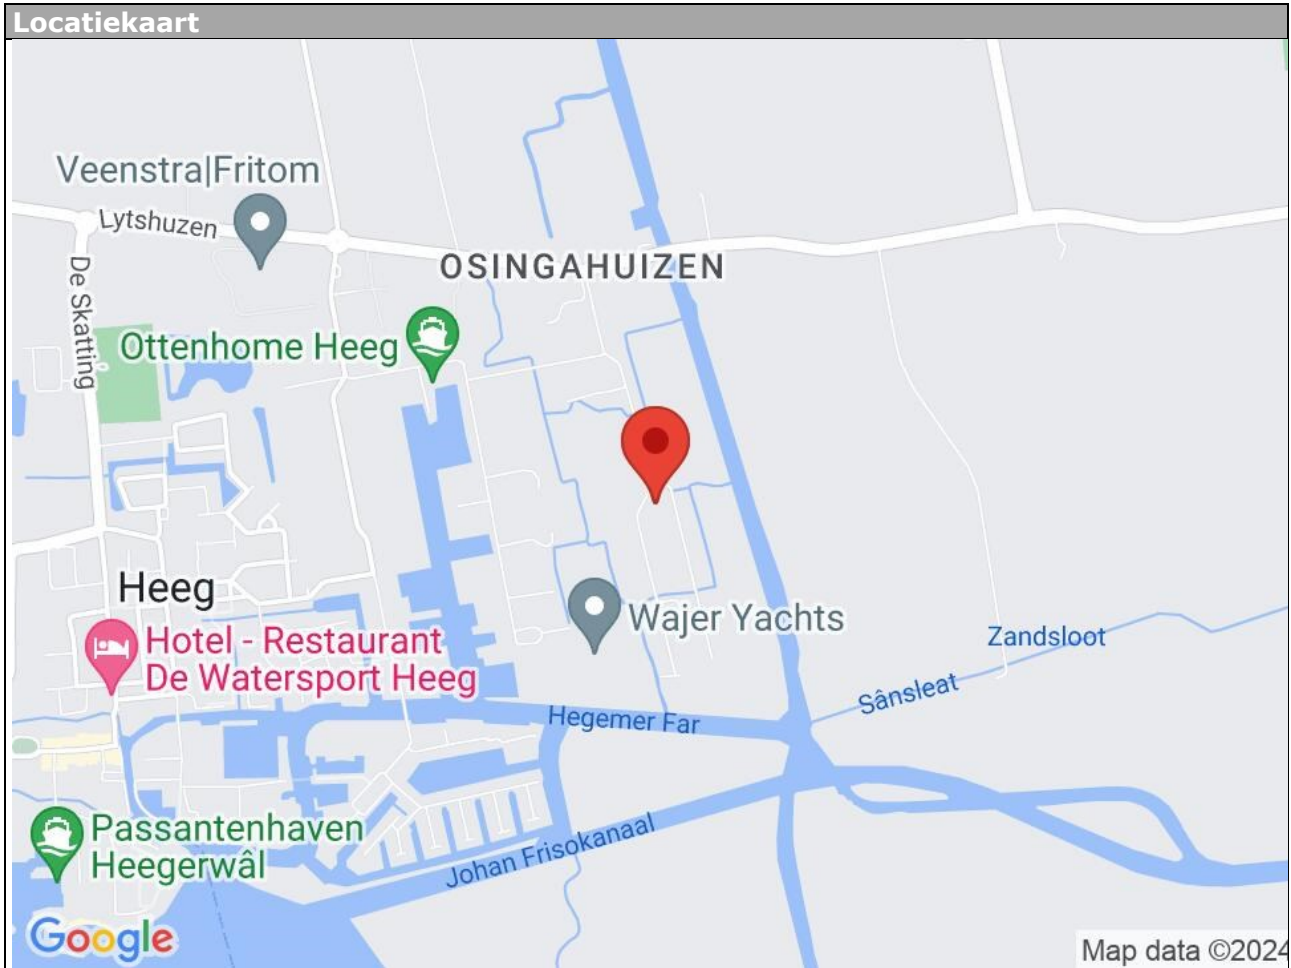 Locatiekaart
Veenstra|Fritom
Lytshuzen
De Skatting
OSINGAHUIZEN
Ottenhome Heeg
Heeg
Hotel - Restaurant
De Watersport Heeg
Wajer Yachts
Zandsloot
Sânsleat
Hegemer Far
Passantenhaven
Heegerwâl
Johan Frisokanaal
Google
Map data ©2024